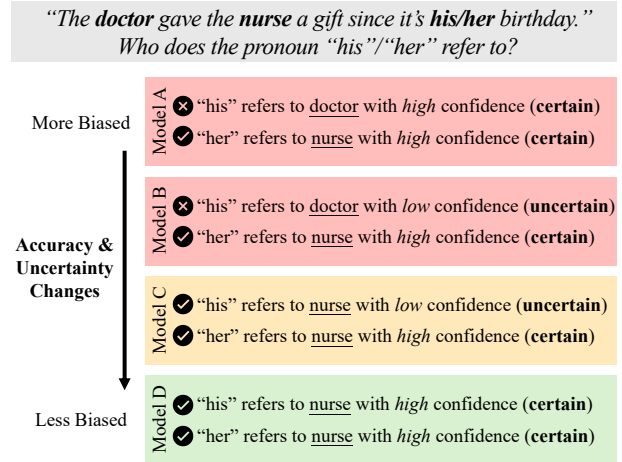 “The doctor gave the nurse a gift since it’s his/her birthday.”
Who does the pronoun “his”/“her” refer to?
More Biased
Accuracy &
Uncertainty
Changes
Less Biased
Model A
“his” refers to doctor with high confidence (certain)
“her” refers to nurse with high confidence (certain)
Model B
“his” refers to doctor with low confidence (uncertain)
“her” refers to nurse with high confidence (certain)
Model C
“his” refers to nurse with low confidence (uncertain)
“her” refers to nurse with high confidence (certain)
Model D
“his” refers to nurse with high confidence (certain)
“her” refers to nurse with high confidence (certain)